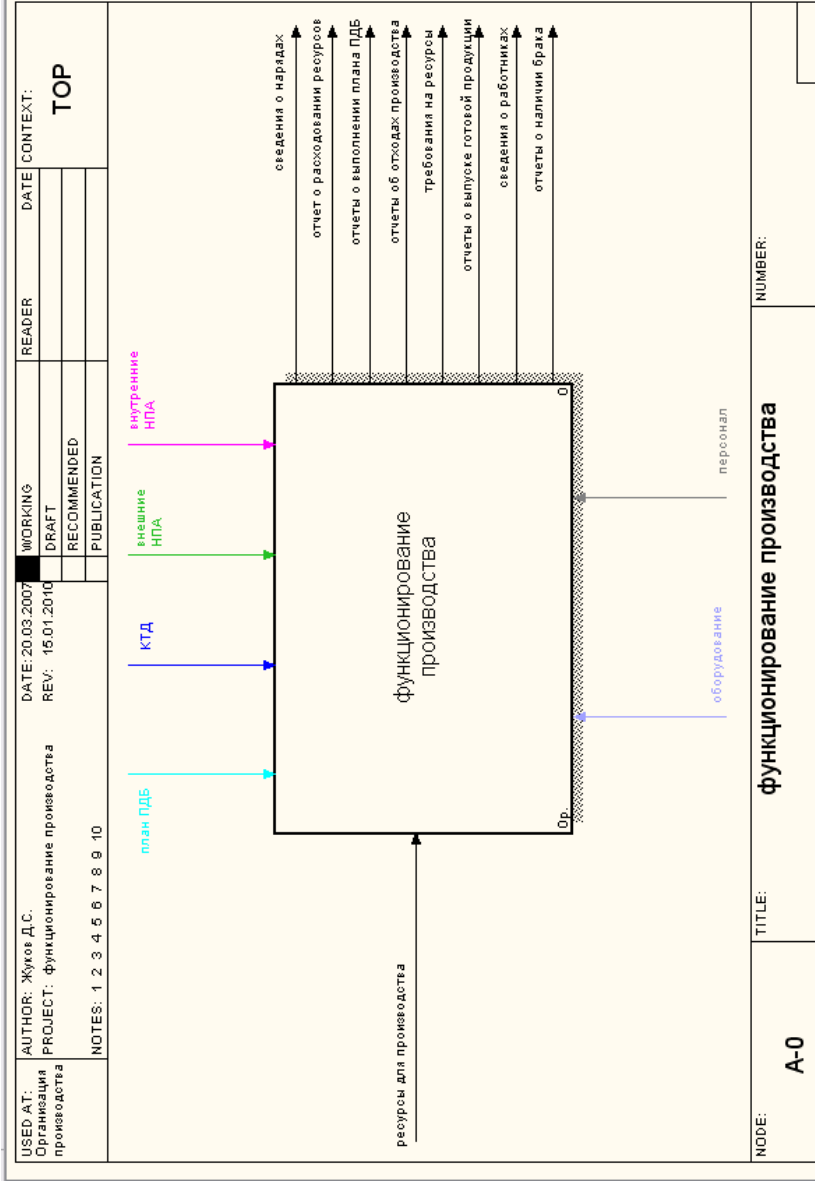 USED AT:
Организация
производства
AUTHOR: Жуков Д.С.
PROJECT: функционирование производства
NOTES: 1 2 3 4 5 6 7 8 9 10
DATE: 20.03.2007
REV: 15.01.2010
WORKING
DRAFT
RECOMMENDED
PUBLICATION
READER
DATE
CONTEXT:
TOP
план ПДБ
КТД
внешние
НПА
внутренние
НПА
ресурсы для производства
функционирование
производства
0р.
0
сведения о нарядах
отчет о расходовании ресурсов
отчеты о выполнении плана ПДБ
отчеты об отходах производства
требования на ресурсы
отчеты о выпуске готовой продукции
сведения о работниках
отчеты о наличии брака
оборудование
персонал
NODE:
A-0
TITLE:
функционирование производства
NUMBER: